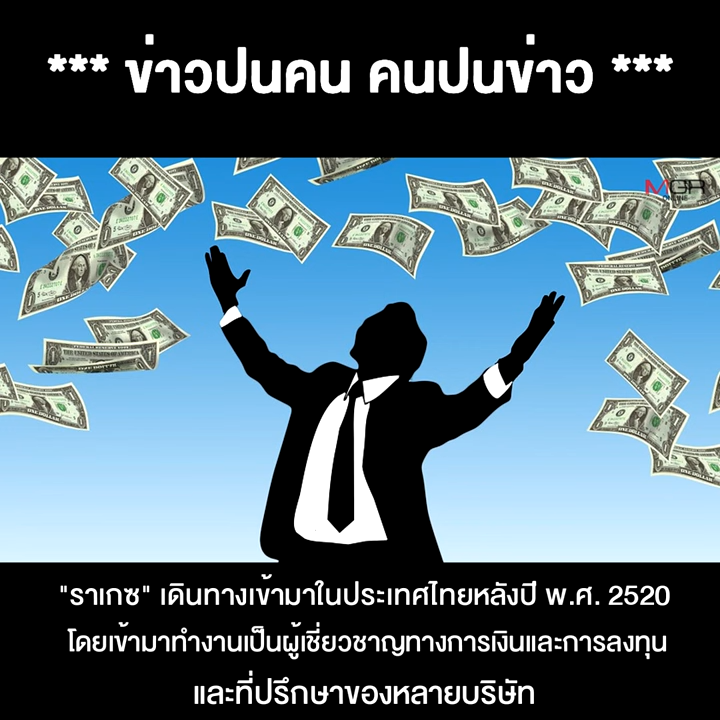 *** ข่าวปนคน คนปนข่าว ***
MGR
ONLINE
"ราเกซ" เดินทางเข้ามาในประเทศไทยหลังปี พ.ศ. 2520
โดยเข้ามาทำงานเป็นผู้เชี่ยวชาญทางการเงินและการลงทุน
และที่ปรึกษาของหลายบริษัท